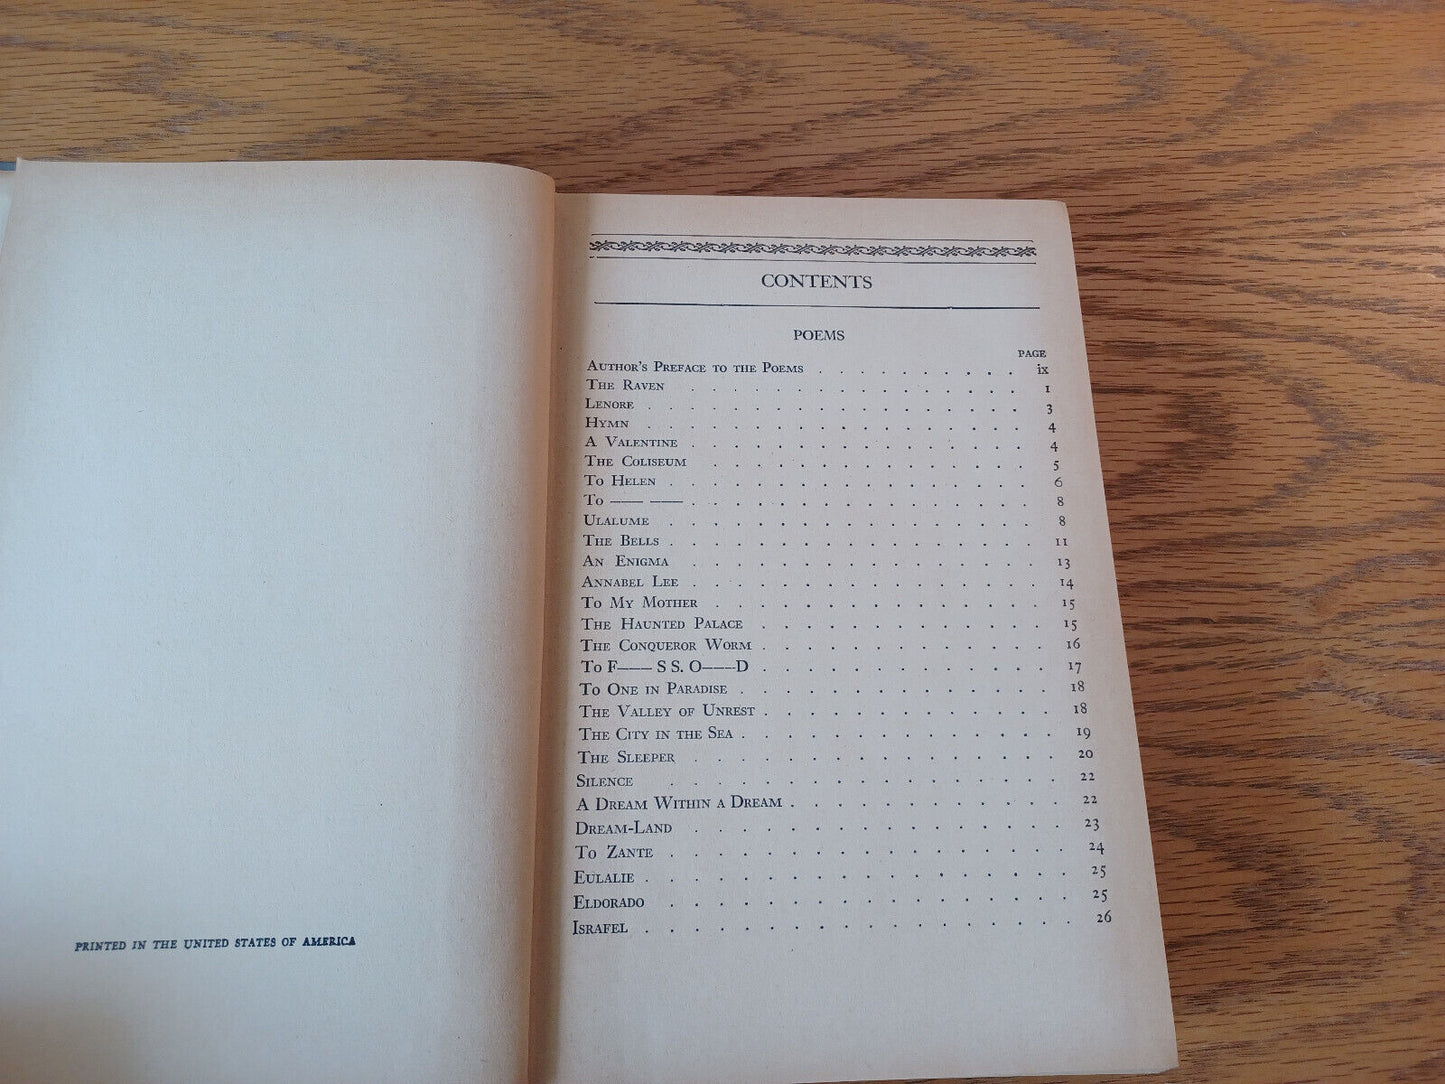 PRINTED IN THE UNITED STATES OF AMERICA
CONTENTS
POEMS
PAGE
Author's Preface to the Poems . . . . . . . . . . ix
The Raven . . . . . . . . . . . . . . 1
Lenore . . . . . . . . . . . . . . 3
Hymn . . . . . . . . . . . . . . 4
A Valentine . . . . . . . . . . . . . 4
The Coliseum . . . . . . . . . . . . . 5
To Helen . . . . . . . . . . . . . . 6
To —— —— . . . . . . . . . . . . . 8
Ulalume . . . . . . . . . . . . . . 8
The Bells . . . . . . . . . . . . . . 11
An Enigma . . . . . . . . . . . . . 13
Annabel Lee . . . . . . . . . . . . . 14
To My Mother . . . . . . . . . . . . . 15
The Haunted Palace . . . . . . . . . . . . 15
The Conqueror Worm . . . . . . . . . . . . 16
To F—— S S. O——D . . . . . . . . . . . . 17
To One in Paradise . . . . . . . . . . . . 18
The Valley of Unrest . . . . . . . . . . . . 18
The City in the Sea . . . . . . . . . . . . 19
The Sleeper . . . . . . . . . . . . . 20
Silence . . . . . . . . . . . . . 22
A Dream Within a Dream . . . . . . . . . . . 22
Dream-Land . . . . . . . . . . . . . 23
To Zante . . . . . . . . . . . . . . 24
Eulalie . . . . . . . . . . . . . . 25
Eldorado . . . . . . . . . . . . . . 25
Israfel . . . . . . . . . . . . . . 26